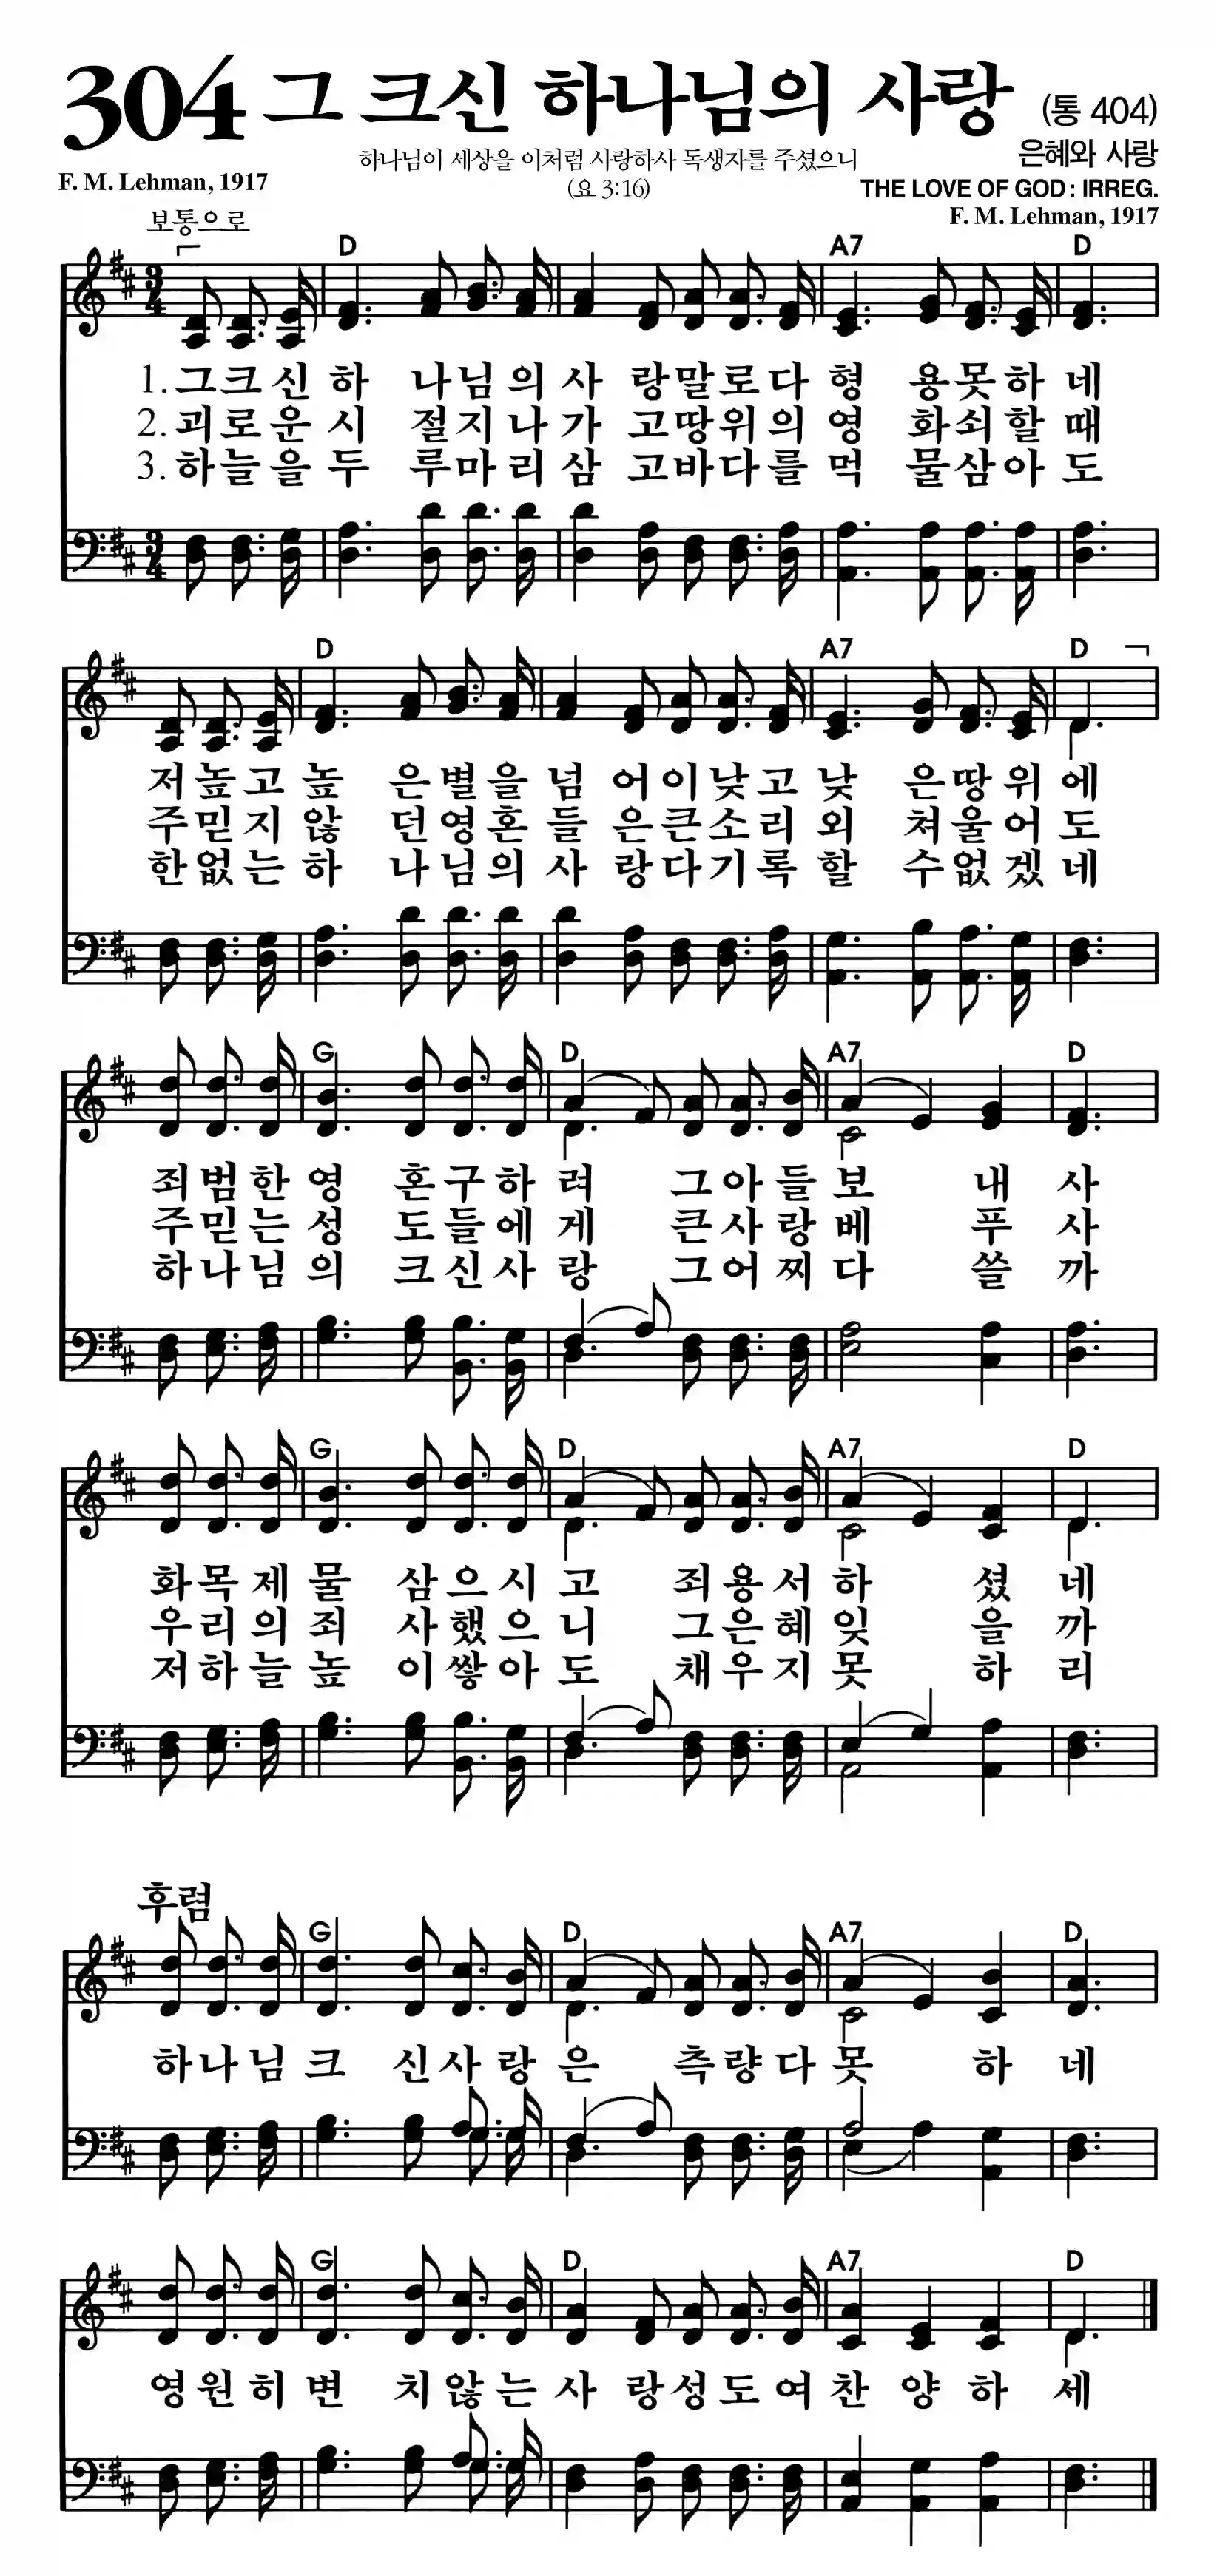 304 그 크신 하나님의 사랑 (통 404)
하나님이 세상을 이처럼 사랑하사 독생자를 주셨으니
은혜와 사랑
F. M. Lehman, 1917
(요 3:16)
THE LOVE OF GOD : IRREG.
F. M. Lehman, 1917
보통으로
D A7 D
3 4
1. 그크신 하 나님의 사 랑말로다 형 용못하 네
2. 괴로운 시 절지나 가 고땅위의 영 화쇠할 때
3. 하늘을 두 루마리 삼 고바다를 먹 물삼아 도
3 4
D A7 D
저높고 높 은별을 넘 어이낮고 낮 은땅위 에
주믿지 않 던영혼 들 은큰소리 외 쳐울어 도
한없는 하 나님의 사 랑다기록 할 수없겠 네
G D A7 D
죄범한 영 혼구하 려 그아들 보 내 사
주믿는 성 도들에 게 큰사랑 베 푸 사
하나님 의 크신사 랑 그어찌 다 쓸 까
G D A7 D
화목제 물 삼으시 고 죄용서 하 셨 네
우리의 죄 사했으 니 그은혜 잊 을 까
저하늘 높 이쌓아 도 채우지 못 하 리
후렴
G D A7 D
하나님 크 신사랑 은 측량다 못 하 네
G D A7 D
영원히 변 치않는 사 랑성도여 찬 양 하 세